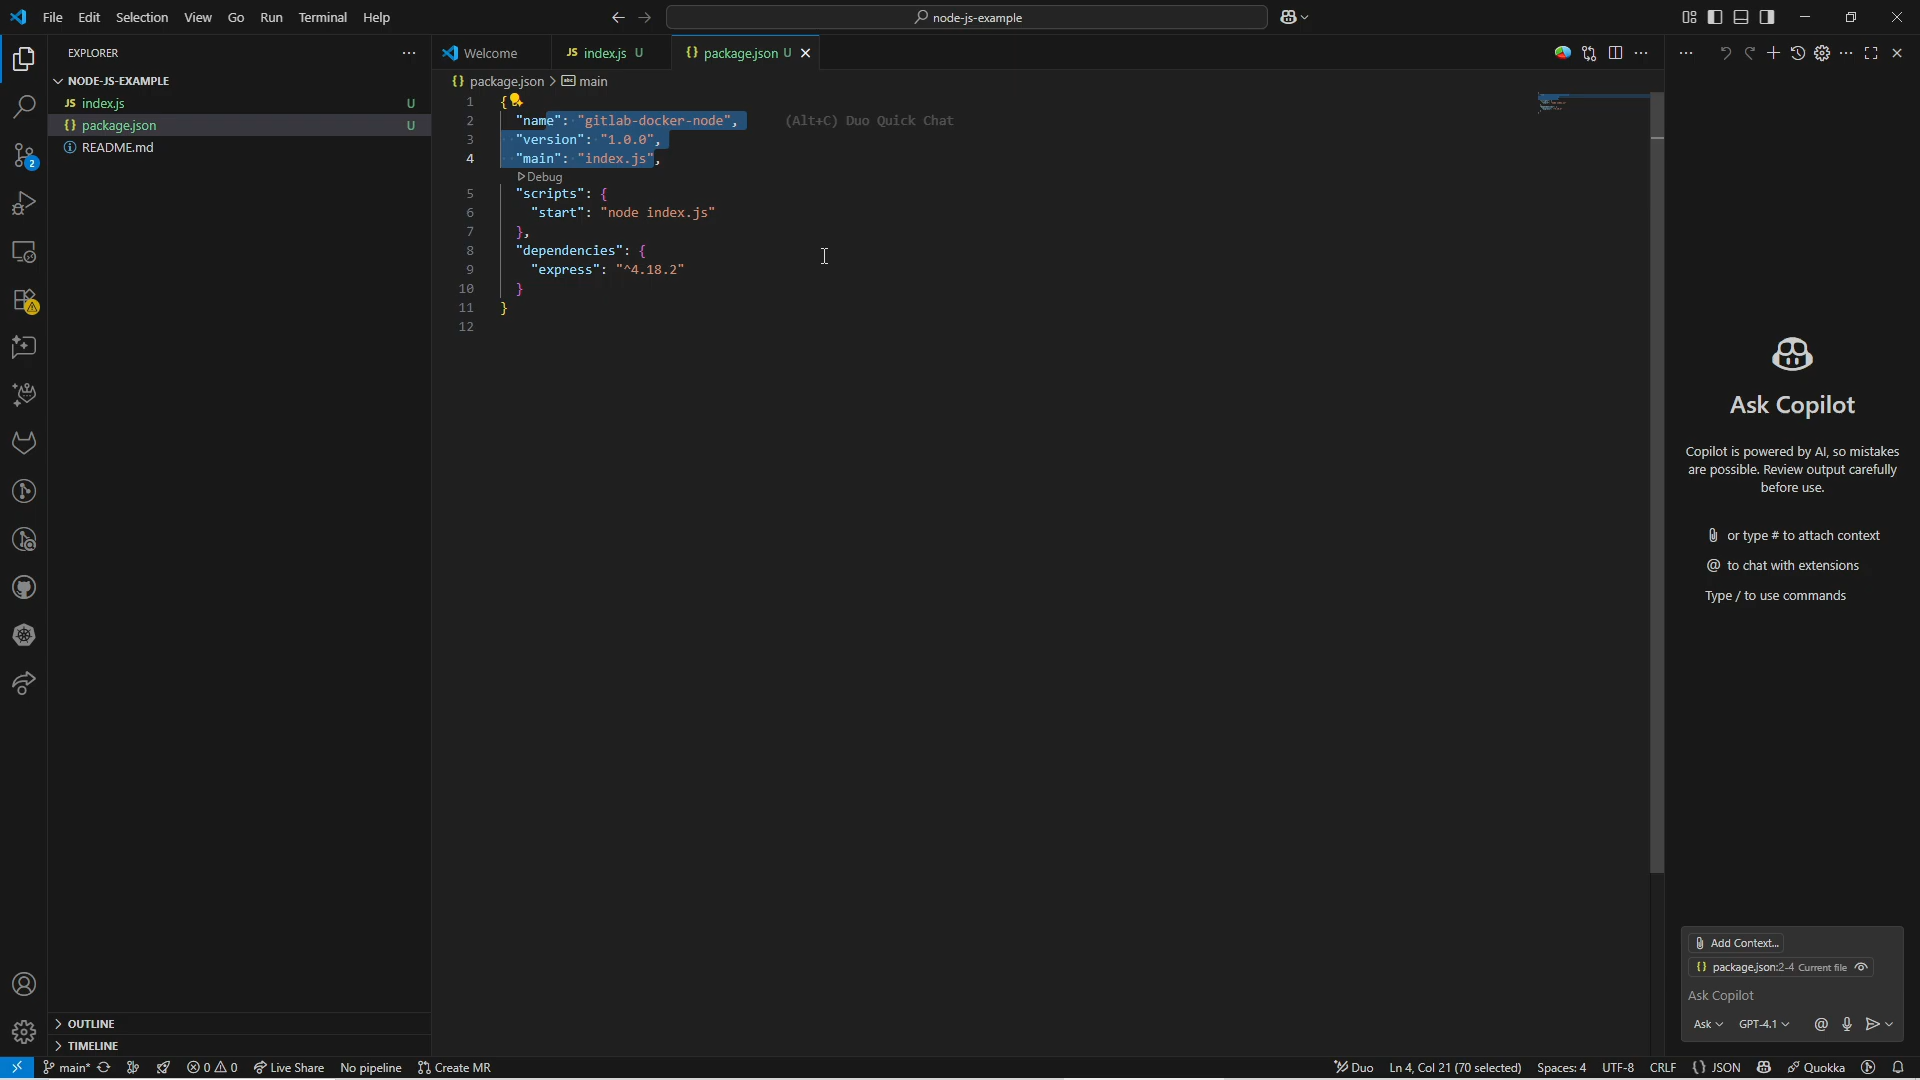 File Edit Selection View Go Run Terminal Help
node-js-example
EXPLORER
Welcome
JS index.js U
{} package.json U
NODE-JS-EXAMPLE
JS index.js U
{} package.json U
README.md
{} package.json > abc main
1 {
2 "name": "gitlab-docker-node", (Alt+C) Duo Quick Chat
3 "version": "1.0.0",
4 "main": "index.js",
Debug
5 "scripts": {
6 "start": "node index.js"
7 },
8 "dependencies": {
9 "express": "^4.18.2"
10 }
11 }
12
2
Ask Copilot
Copilot is powered by AI, so mistakes
are possible. Review output carefully
before use.
or type # to attach context
@ to chat with extensions
Type / to use commands
Add Context...
{} package.json:2-4 Current file
Ask Copilot
Ask GPT-4.1 @
OUTLINE
TIMELINE
main* 0 0 Live Share No pipeline Create MR
Duo Ln 4, Col 21 (70 selected) Spaces: 4 UTF-8 CRLF {} JSON Quokka